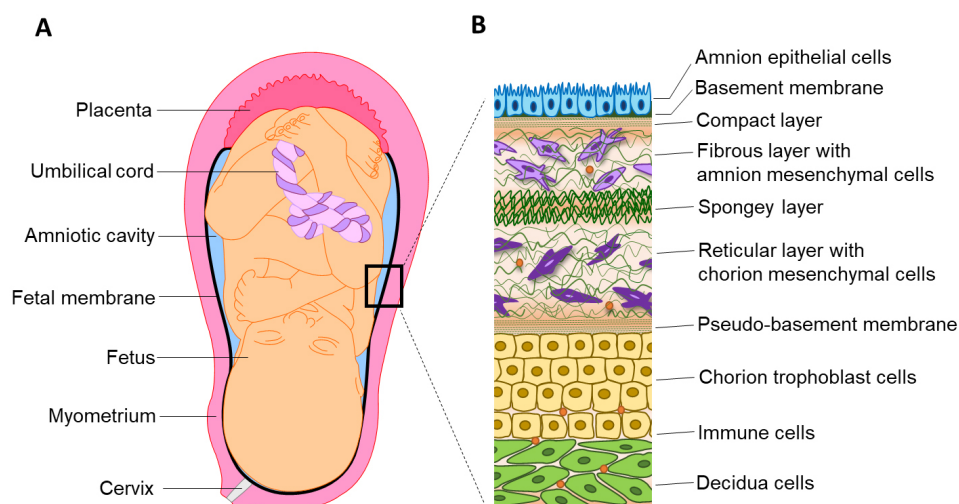 A
Placenta
Umbilical cord
Amniotic cavity
Fetal membrane
Fetus
Myometrium
Cervix
B
Amnion epithelial cells
Basement membrane
Compact layer
Fibrous layer with
amnion mesenchymal cells
Spongey layer
Reticular layer with
chorion mesenchymal cells
Pseudo-basement membrane
Chorion trophoblast cells
Immune cells
Decidua cells